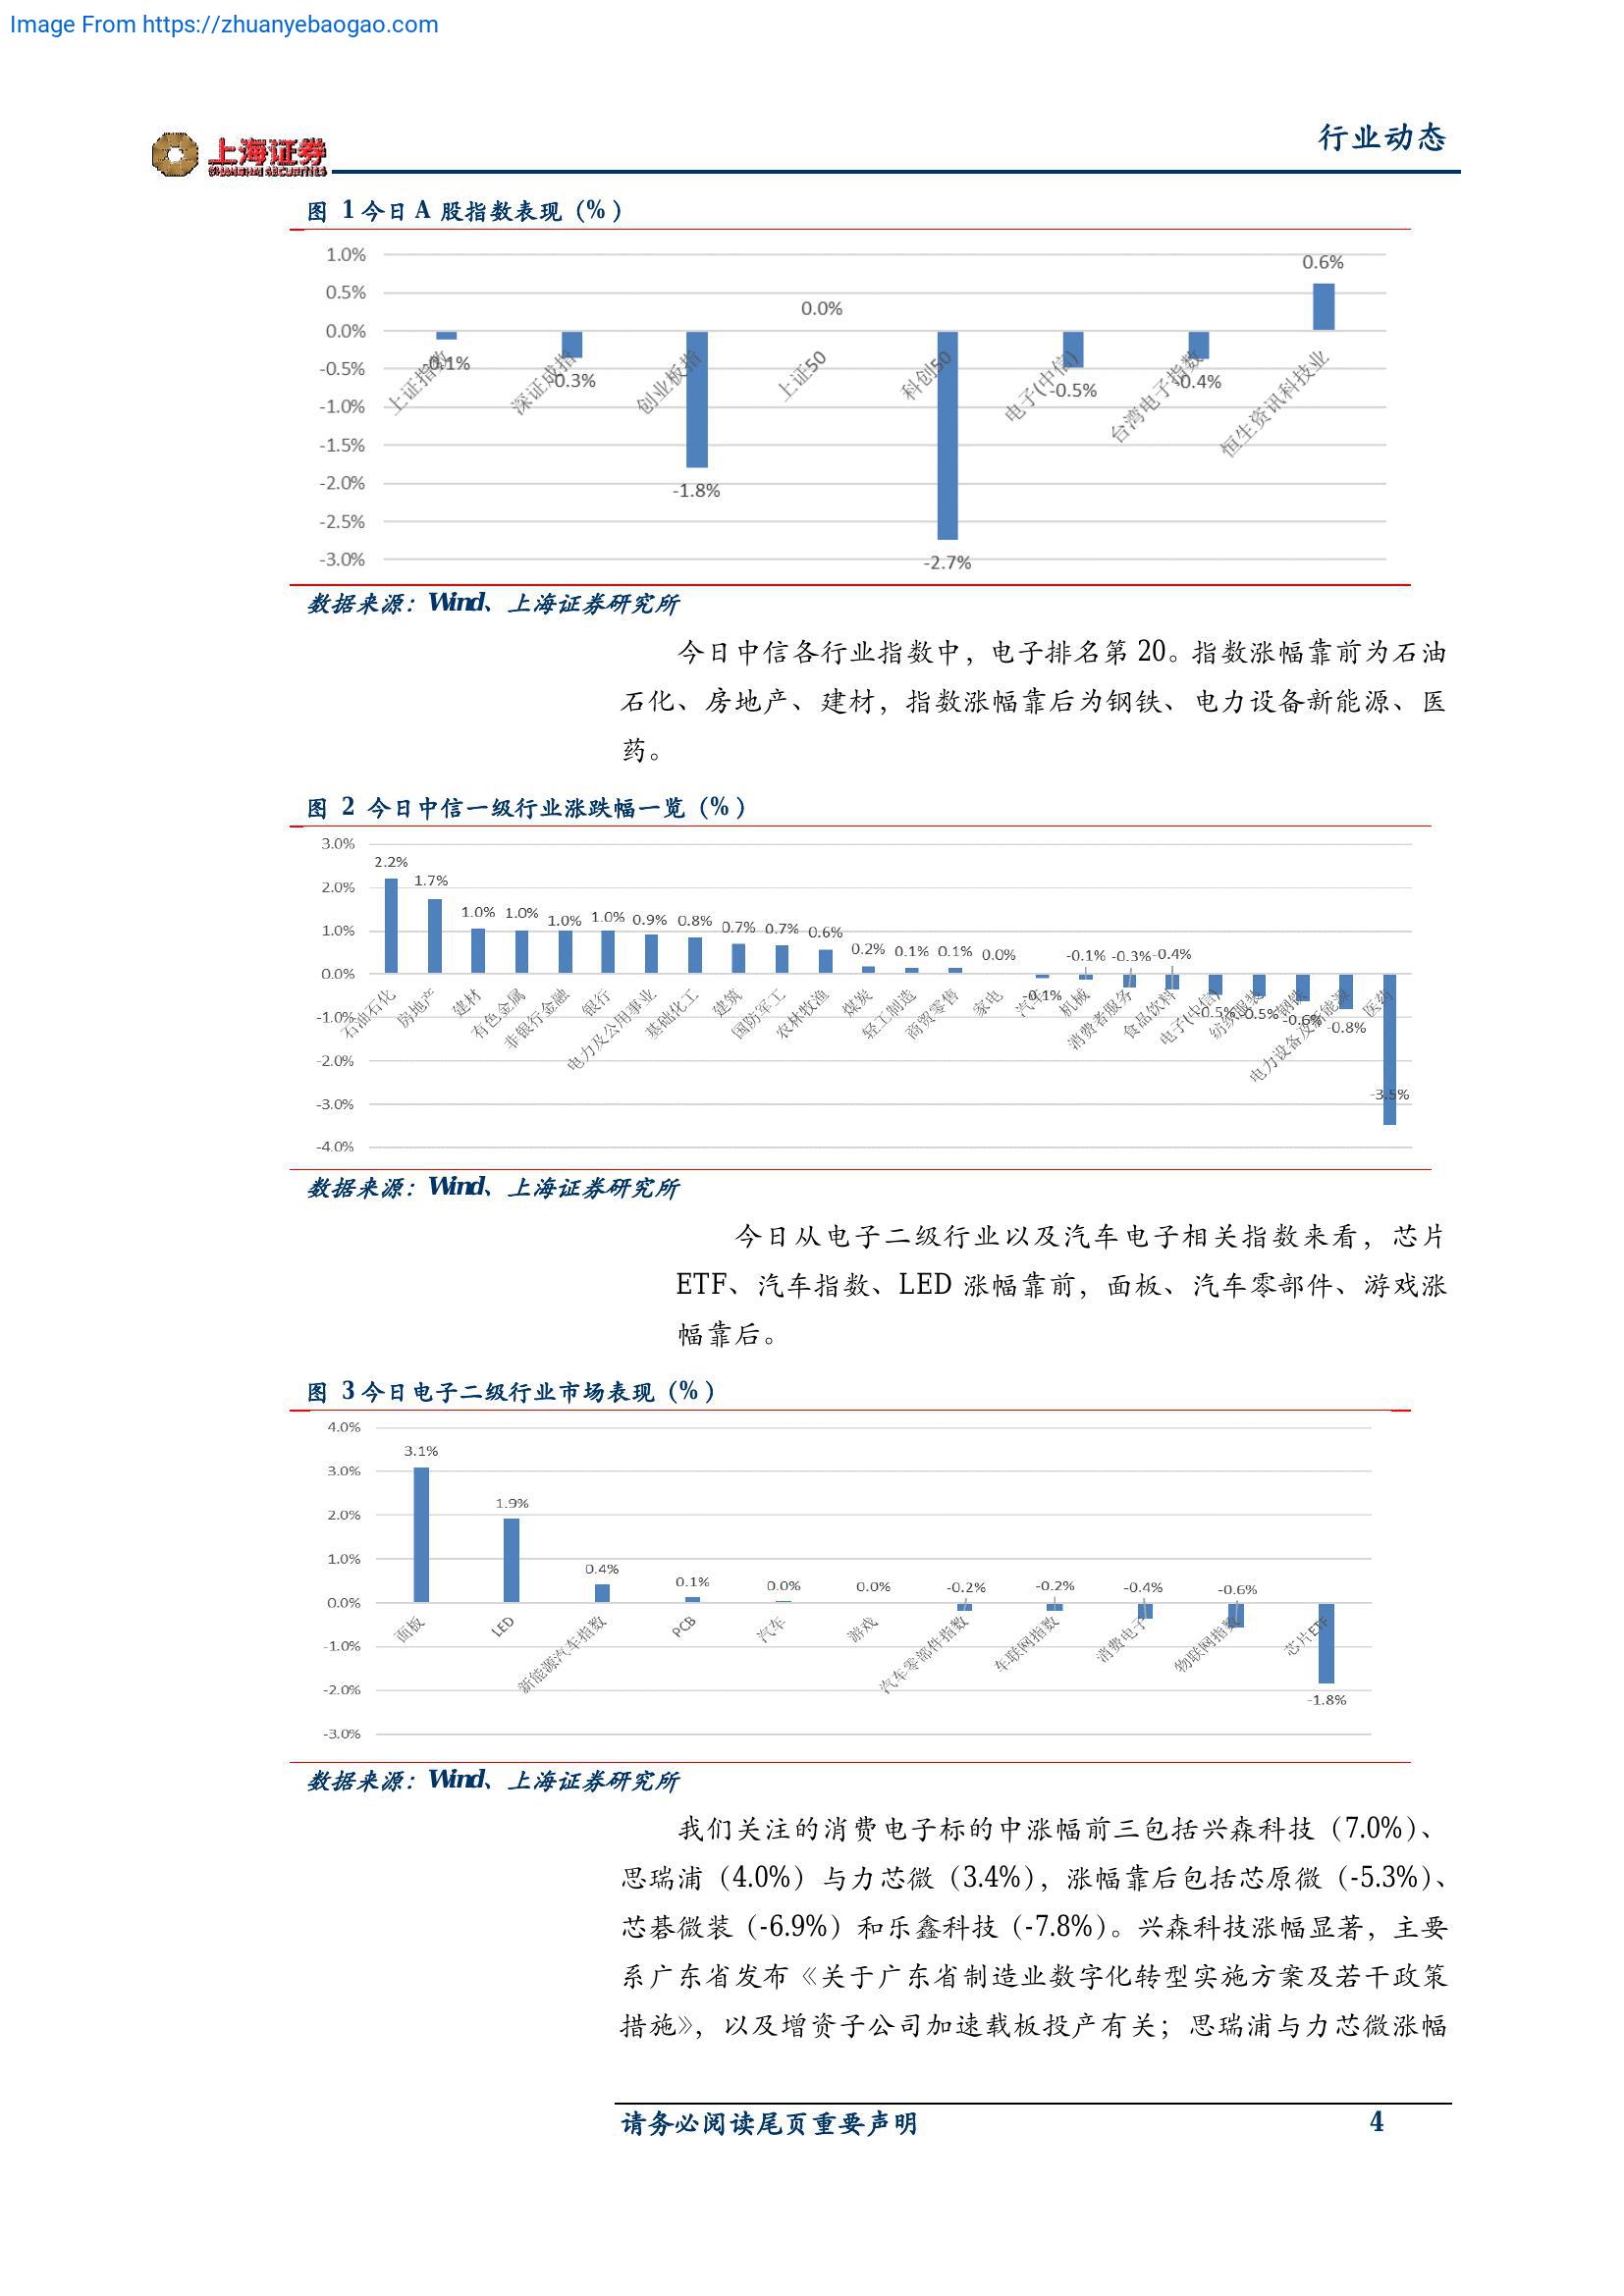 Image From https://zhuanyebaogao.com
上海证券
SHANGHAI SECURITIES
行业动态
图 1今日 A 股指数表现（%）
1.0%
0.5%
0.0%
-0.5%
-1.0%
-1.5%
-2.0%
-2.5%
-3.0%
-0.1% -0.3% -1.8% 0.0% -2.7% -0.5% -0.4% 0.6%
上证指数 深证成指 创业板指 上证50 科创50 电子(中信) 台湾电子指数 恒生资讯科技业
数据来源：Wind、上海证券研究所
今日中信各行业指数中，电子排名第 20。指数涨幅靠前为石油
石化、房地产、建材，指数涨幅靠后为钢铁、电力设备新能源、医
药。
图 2 今日中信一级行业涨跌幅一览（%）
3.0%
2.0%
1.0%
0.0%
-1.0%
-2.0%
-3.0%
-4.0%
2.2% 1.7% 1.0% 1.0% 1.0% 1.0% 0.9% 0.8% 0.7% 0.7% 0.6% 0.2% 0.1% 0.1% 0.0% -0.1% -0.1% -0.3% -0.4% -0.5% -0.5% -0.6% -0.8% -3.5%
石油石化 房地产 建材 有色金属 非银行金融 银行 电力及公用事业 基础化工 建筑 国防军工 农林牧渔 煤炭 轻工制造 商贸零售 家电 汽车 机械 消费者服务 食品饮料 电子(中信) 纺织服装 钢铁 电力设备及新能源 医药
数据来源：Wind、上海证券研究所
今日从电子二级行业以及汽车电子相关指数来看，芯片
ETF、汽车指数、LED 涨幅靠前，面板、汽车零部件、游戏涨
幅靠后。
图 3今日电子二级行业市场表现（%）
4.0%
3.0%
2.0%
1.0%
0.0%
-1.0%
-2.0%
-3.0%
3.1% 1.9% 0.4% 0.1% 0.0% 0.0% -0.2% -0.2% -0.4% -0.6% -1.8%
面板 LED 新能源汽车指数 PCB 汽车 游戏 汽车零部件指数 车联网指数 消费电子 物联网指数 芯片ETF
数据来源：Wind、上海证券研究所
我们关注的消费电子标的中涨幅前三包括兴森科技（7.0%）、
思瑞浦（4.0%）与力芯微（3.4%），涨幅靠后包括芯原微（-5.3%）、
芯碁微装（-6.9%）和乐鑫科技（-7.8%）。兴森科技涨幅显著，主要
系广东省发布《关于广东省制造业数字化转型实施方案及若干政策
措施》，以及增资子公司加速载板投产有关；思瑞浦与力芯微涨幅
请务必阅读尾页重要声明
4